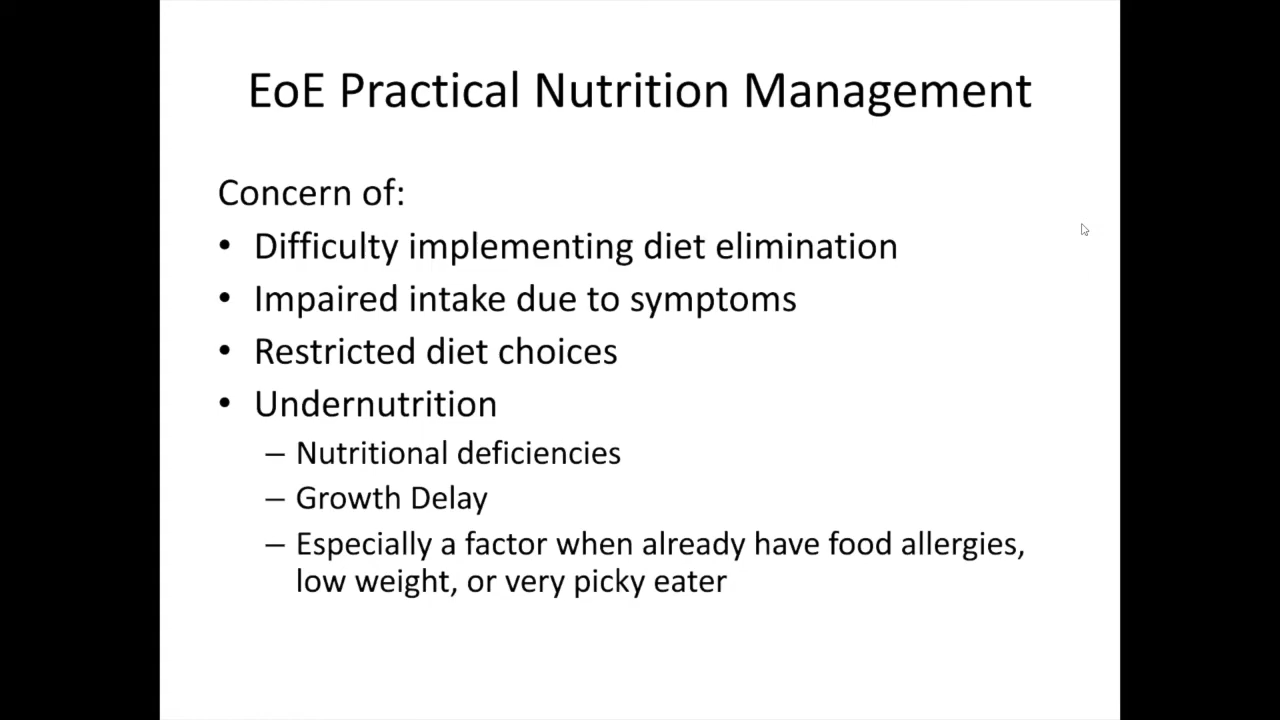 EoE Practical Nutrition Management
Concern of:
• Difficulty implementing diet elimination
• Impaired intake due to symptoms
• Restricted diet choices
• Undernutrition
– Nutritional deficiencies
– Growth Delay
– Especially a factor when already have food allergies,
low weight, or very picky eater